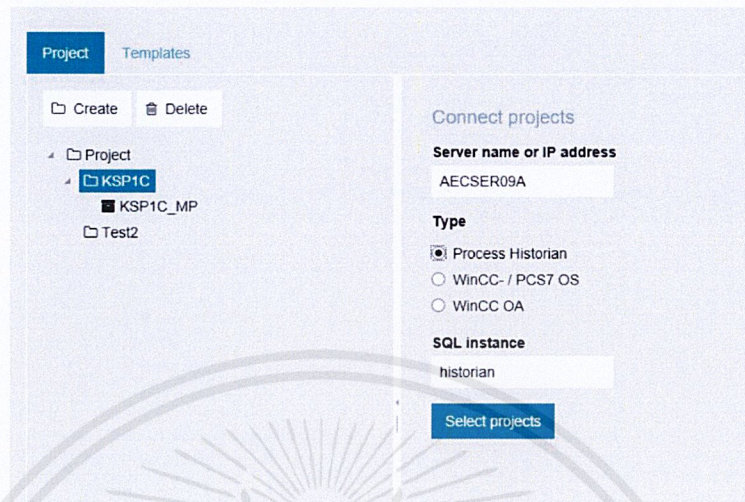 Project
Templates
Create
Delete
Project
KSP1C
KSP1C_MP
Test2
Connect projects
Server name or IP address
AECSER09A
Type
Process Historian
WinCC- / PCS7 OS
WinCC OA
SQL instance
historian
Select projects